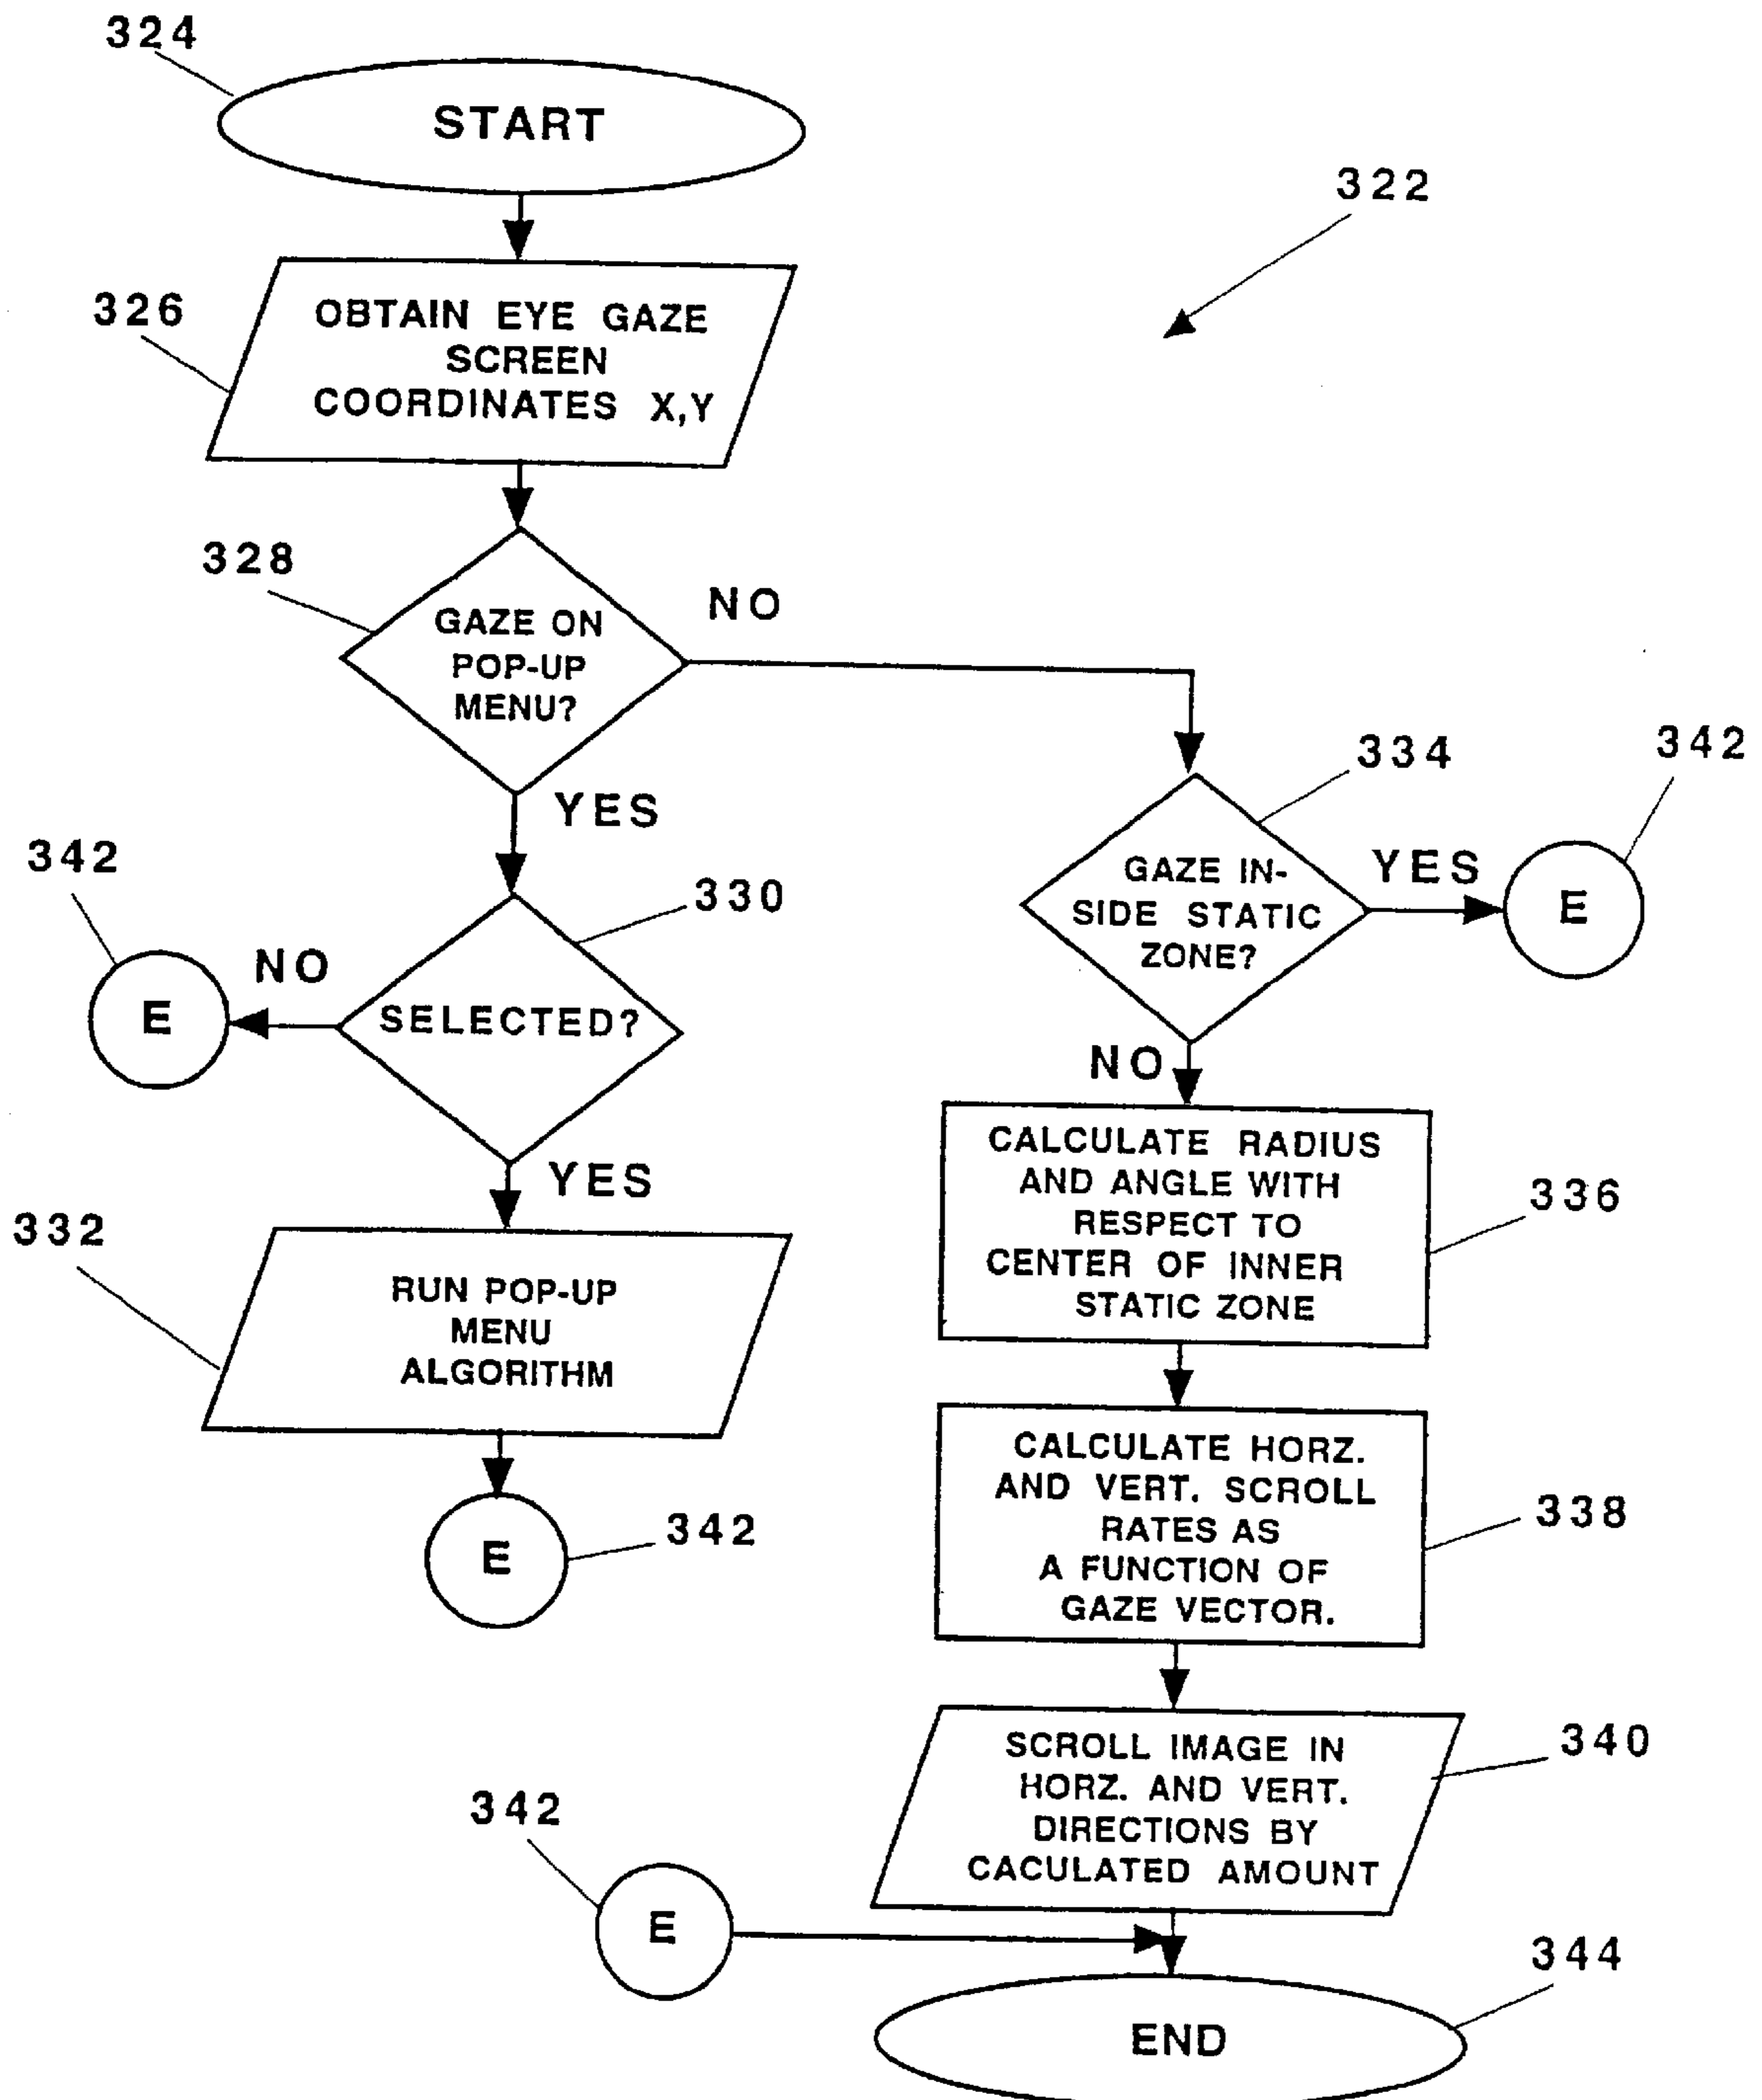 324
START
322
326
OBTAIN EYE GAZE
SCREEN
COORDINATES X,Y
328
GAZE ON
POP-UP
MENU?
NO
YES
334
342
GAZE IN-
SIDE STATIC
ZONE?
YES
E
NO
342
330
NO
E
SELECTED?
YES
332
RUN POP-UP
MENU
ALGORITHM
E
342
CALCULATE RADIUS
AND ANGLE WITH
RESPECT TO
CENTER OF INNER
STATIC ZONE
336
CALCULATE HORZ.
AND VERT. SCROLL
RATES AS
A FUNCTION OF
GAZE VECTOR.
338
SCROLL IMAGE IN
HORZ. AND VERT.
DIRECTIONS BY
CACULATED AMOUNT
340
342
E
344
END